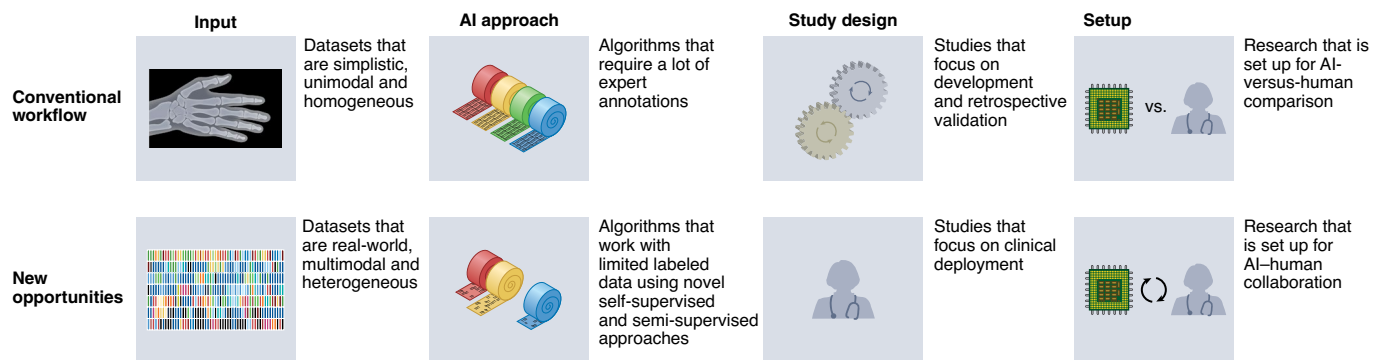 Input
AI approach
Study design
Setup
Conventional
workflow
Datasets that
are simplistic,
unimodal and
homogeneous
Algorithms that
require a lot of
expert
annotations
Studies that
focus on
development
and retrospective
validation
vs.
Research that is
set up for AI-
versus-human
comparison
New
opportunities
Datasets that
are real-world,
multimodal and
heterogeneous
Algorithms that
work with
limited labeled
data using novel
self-supervised
and semi-supervised
approaches
Studies that
focus on clinical
deployment
Research that
is set up for
AI–human
collaboration